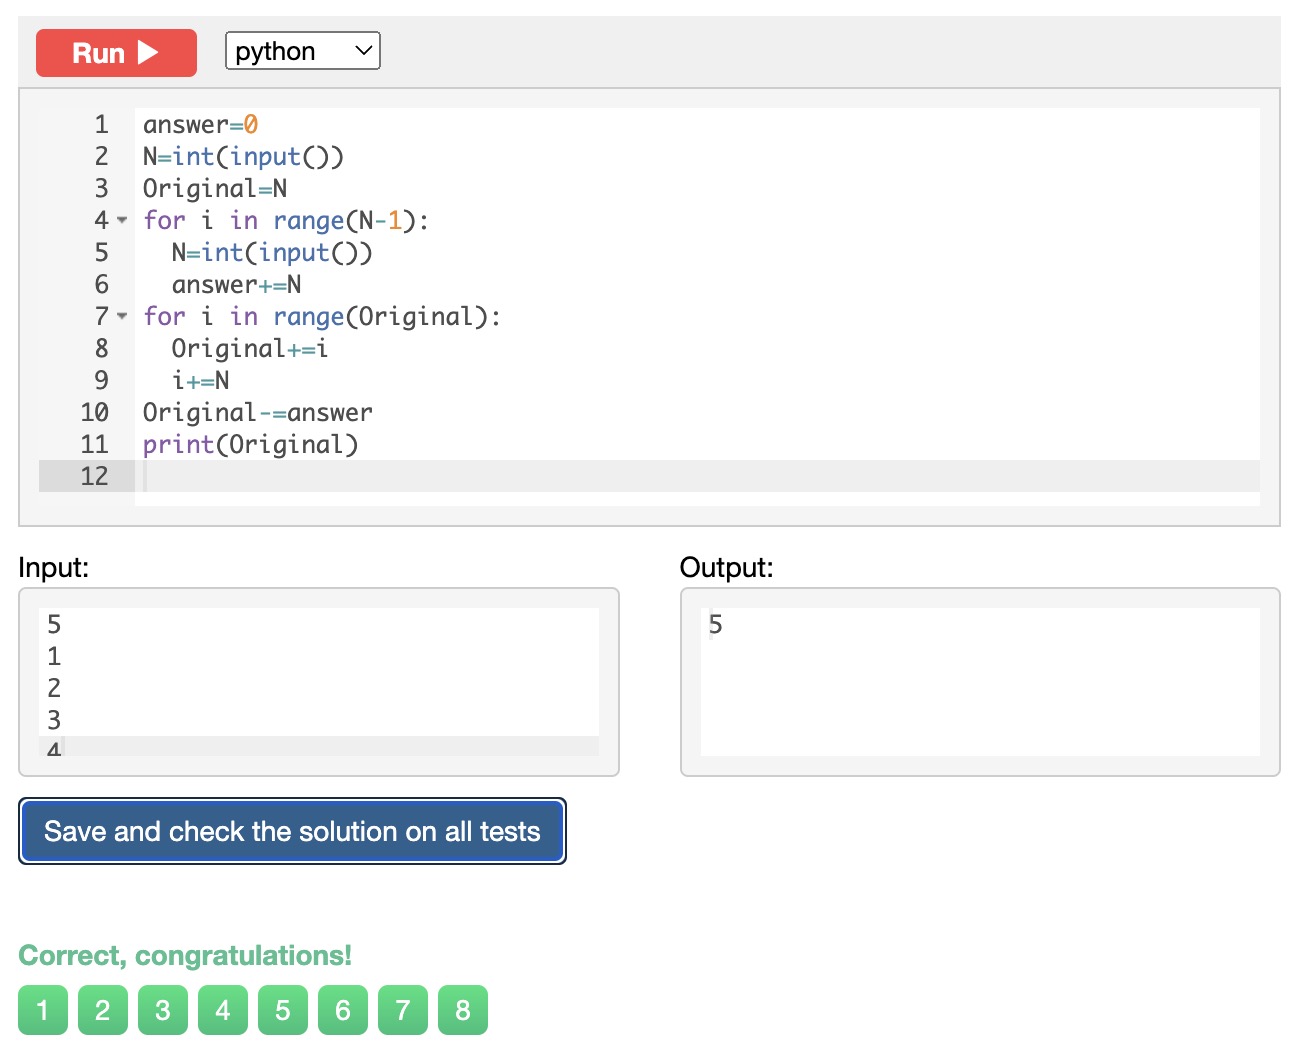 Run
python
1 answer=0
2 N=int(input())
3 Original=N
4 for i in range(N-1):
5   N=int(input())
6   answer+=N
7 for i in range(Original):
8   Original+=i
9   i+=N
10 Original-=answer
11 print(Original)
12
Input:
5
1
2
3
4
Output:
5
Save and check the solution on all tests
Correct, congratulations!
1 2 3 4 5 6 7 8